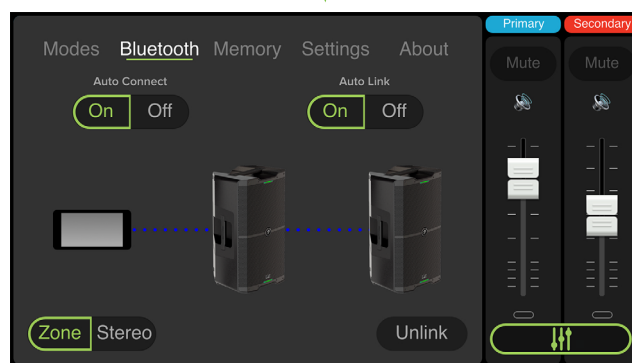 Primary Secondary
Modes Bluetooth Memory Settings About
Mute Mute
Auto Connect Auto Link
On Off On Off
Zone Stereo Unlink